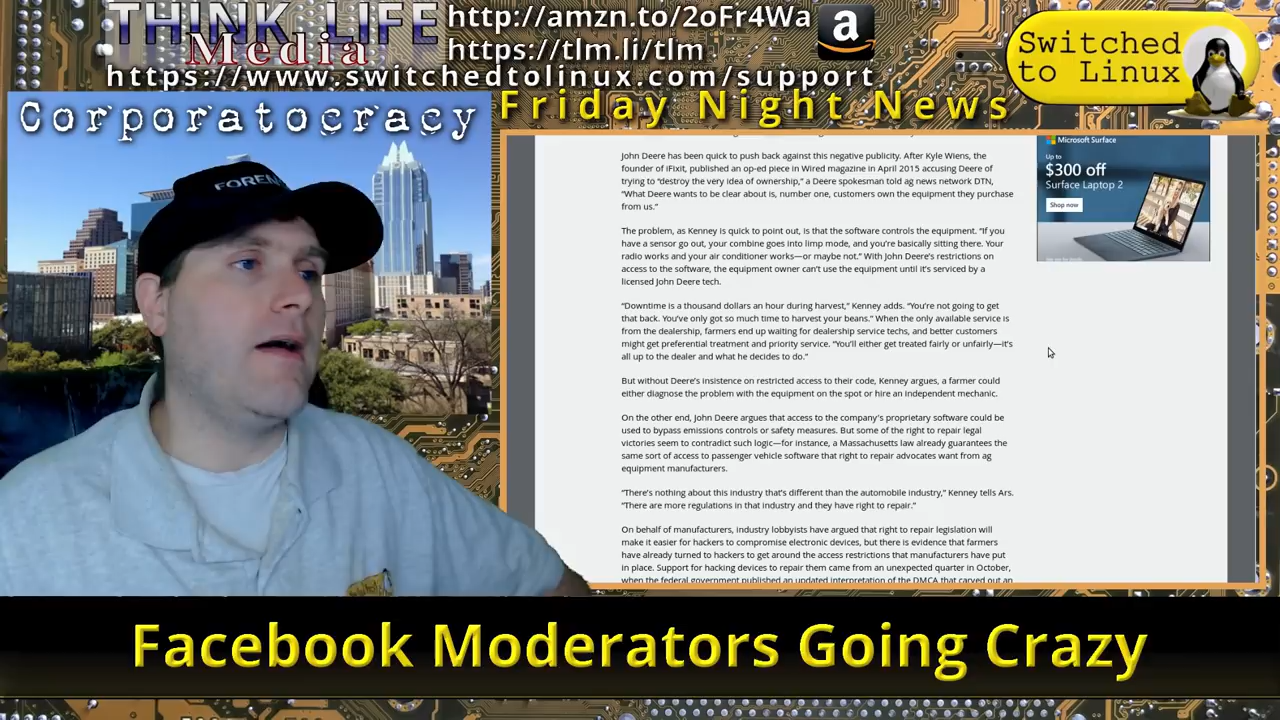 THINK LIFE
Media
http://amzn.to/2oFr4Wa
https://tlm.li/tlm
https://www.switchedtolinux.com/support
a
Switched
to Linux
Corporatocracy
Friday Night News
John Deere has been quick to push back against this negative publicity. After Kyle Wiens, the
founder of iFixit, published an op-ed piece in Wired magazine in April 2015 accusing Deere of
trying to "destroy the very idea of ownership," a Deere spokesman told ag news network DTN,
"What Deere wants to be clear about is, number one, customers own the equipment they purchase
from us."
The problem, as Kenney is quick to point out, is that the software controls the equipment. "If you
have a sensor go out, your combine goes into limp mode, and you're basically sitting there. Your
radio works and your air conditioner works—or maybe not." With John Deere's restrictions on
access to the software, the equipment owner can't use the equipment until it's serviced by a
licensed John Deere tech.
"Downtime is a thousand dollars an hour during harvest," Kenney adds. "You're not going to get
that back. You've only got so much time to harvest your beans." When the only available service is
from the dealership, farmers end up waiting for dealership service techs, and better customers
might get preferential treatment and priority service. "You'll either get treated fairly or unfairly—it's
all up to the dealer and what he decides to do."
But without Deere's insistence on restricted access to their code, Kenney argues, a farmer could
either diagnose the problem with the equipment on the spot or hire an independent mechanic.
On the other end, John Deere argues that access to the company's proprietary software could be
used to bypass emissions controls or safety measures. But some of the right to repair legal
victories seem to contradict such logic—for instance, a Massachusetts law already guarantees the
same sort of access to passenger vehicle software that right to repair advocates want from ag
equipment manufacturers.
"There's nothing about this industry that's different than the automobile industry," Kenney tells Ars.
"There are more regulations in that industry and they have right to repair."
On behalf of manufacturers, industry lobbyists have argued that right to repair legislation will
make it easier for hackers to compromise electronic devices, but there is evidence that farmers
have already turned to hackers to get around the access restrictions that manufacturers have put
in place. Support for hacking devices to repair them came from an unexpected quarter in October,
when the federal government published an updated interpretation of the DMCA that carved out an
Microsoft Surface
Up to
$300 off
Surface Laptop 2
Shop now
Facebook Moderators Going Crazy